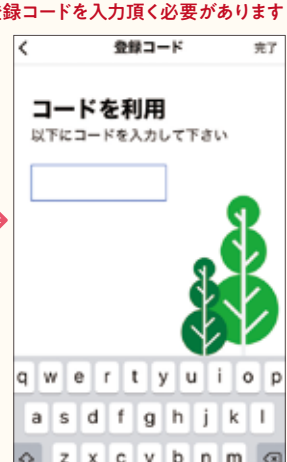 録コードを入力頂く必要があります
登録コード 完了
コードを利用
以下にコードを入力して下さい
q w e r t y u i o p
a s d f g h j k l
z x c v b n m